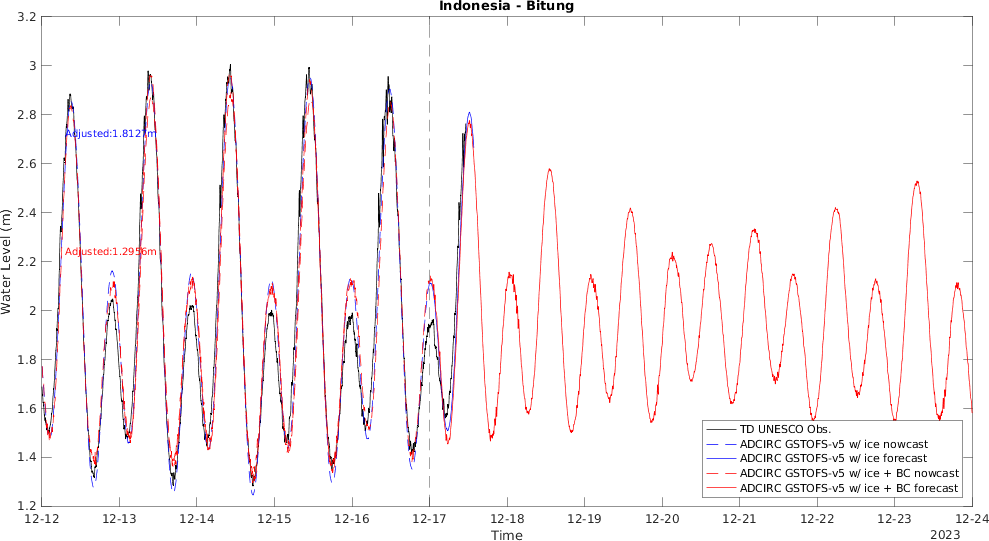 Indonesia - Bitung
Water Level (m)
3.2
3
2.8
2.6
2.4
2.2
2
1.8
1.6
1.4
1.2
Adjusted:1.8127m
Adjusted:1.2956m
TD UNESCO Obs.
ADCIRC GSTOFS-v5 w/ ice nowcast
ADCIRC GSTOFS-v5 w/ ice forecast
ADCIRC GSTOFS-v5 w/ ice + BC nowcast
ADCIRC GSTOFS-v5 w/ ice + BC forecast
12-12 12-13 12-14 12-15 12-16 12-17 12-18 12-19 12-20 12-21 12-22 12-23 12-24
Time
2023